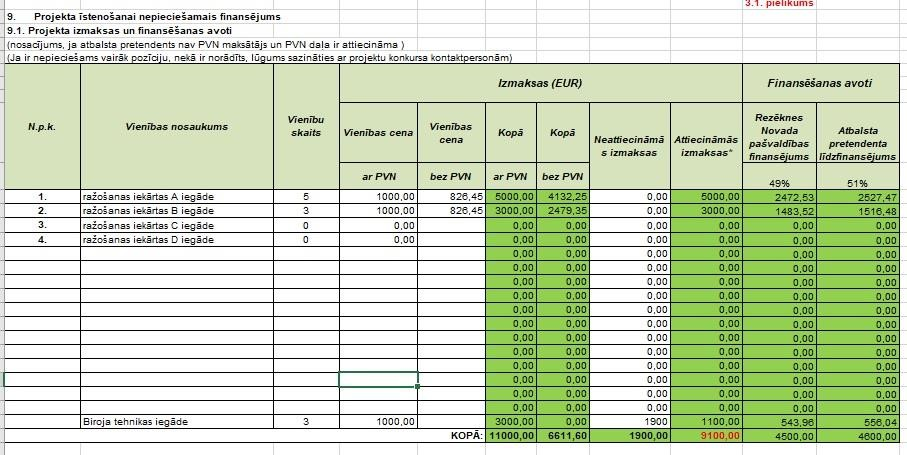 3.1. pielikums
9. Projekta īstenošanai nepieciešamais finansējums
9.1. Projekta izmaksas un finansēšanas avoti
(nosacījums, ja atbalsta pretendents nav PVN maksātājs un PVN daļa ir attiecināma )
(Ja ir nepieciešams vairāk pozīciju, nekā ir norādīts, lūgums sazināties ar projektu konkursa kontaktpersonām)
Izmaksas (EUR) Finansēšanas avoti
N.p.k. Vienības nosaukums Vienību skaits Vienības cena Vienības cena Kopā Kopā Neattiecināmā s izmaksas Attiecināmās izmaksas* Rezēknes Novada pašvaldības finansējums Atbalsta pretendenta līdzfinansējums
ar PVN bez PVN ar PVN bez PVN 49% 51%
1. ražošanas iekārtas A iegāde 5 1000,00 826,45 5000,00 4132,25 0,00 5000,00 2472,53 2527,47
2. ražošanas iekārtas B iegāde 3 1000,00 826,45 3000,00 2479,35 0,00 3000,00 1483,52 1516,48
3. ražošanas iekārtas C iegāde 0 0,00 0,00 0,00 0,00 0,00 0,00 0,00
4. ražošanas iekārtas D iegāde 0 0,00 0,00 0,00 0,00 0,00 0,00 0,00
0,00 0,00 0,00 0,00 0,00 0,00
0,00 0,00 0,00 0,00 0,00 0,00
0,00 0,00 0,00 0,00 0,00 0,00
0,00 0,00 0,00 0,00 0,00 0,00
0,00 0,00 0,00 0,00 0,00 0,00
0,00 0,00 0,00 0,00 0,00 0,00
0,00 0,00 0,00 0,00 0,00 0,00
0,00 0,00 0,00 0,00 0,00 0,00
0,00 0,00 0,00 0,00 0,00 0,00
0,00 0,00 0,00 0,00 0,00 0,00
0,00 0,00 0,00 0,00 0,00 0,00
0,00 0,00 0,00 0,00 0,00 0,00
Biroja tehnikas iegāde 3 1000,00 3000,00 0,00 1900 1100,00 543,96 556,04
KOPĀ: 11000,00 6611,60 1900,00 9100,00 4500,00 4600,00